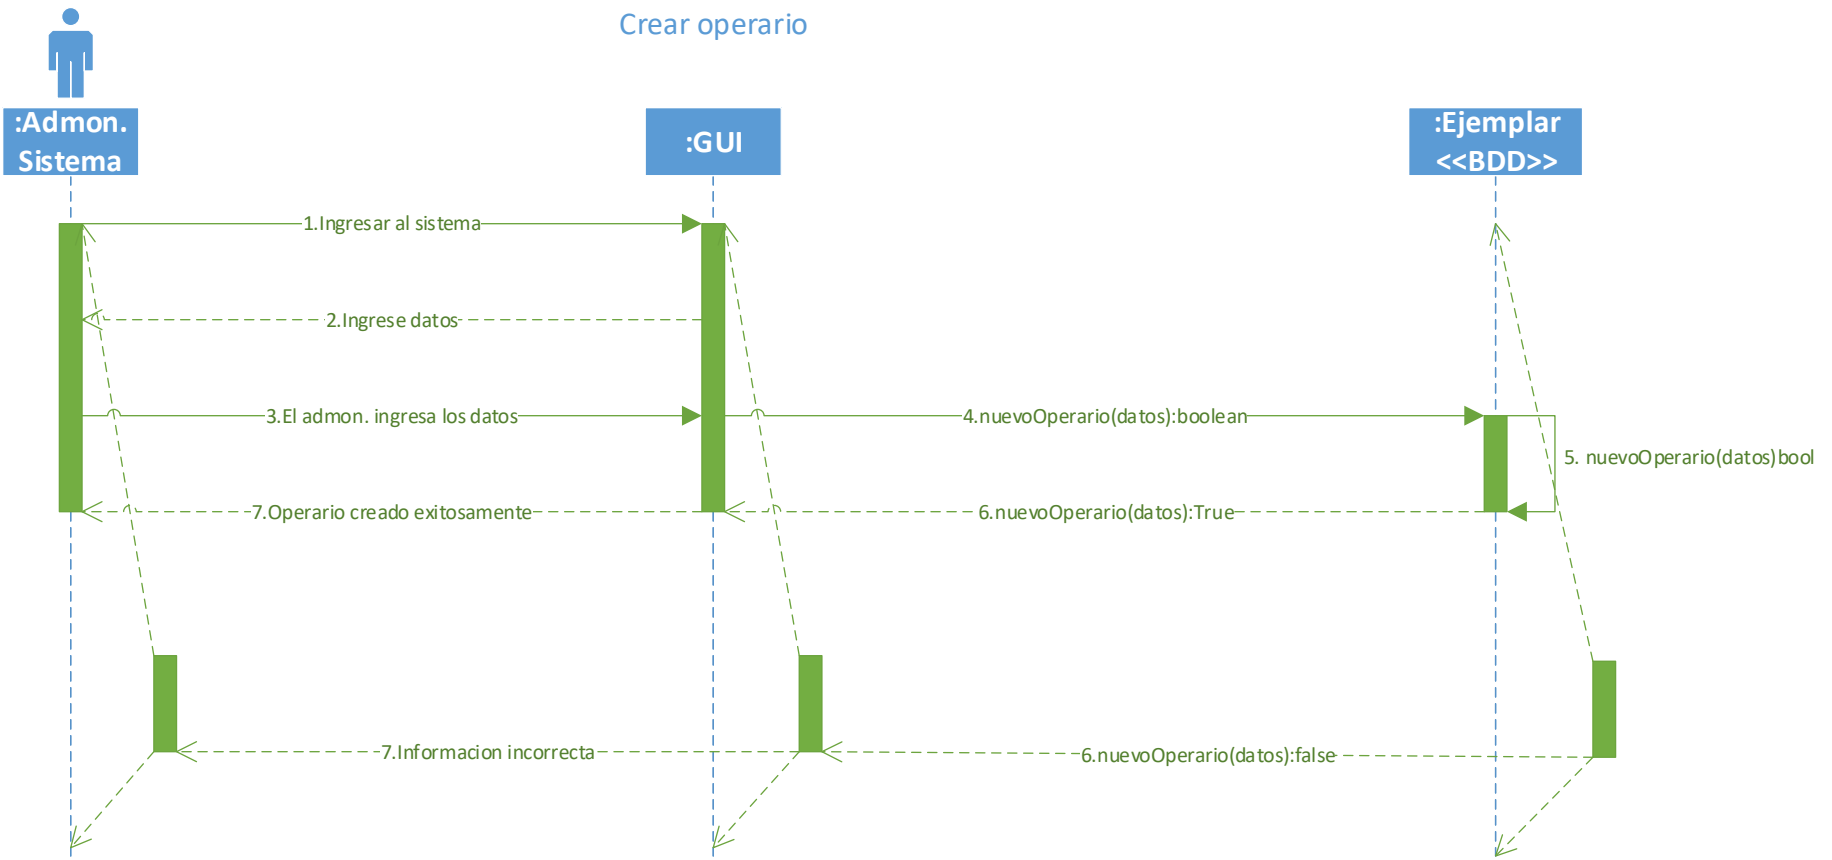 Crear operario
:Admon.
Sistema
:GUI
:Ejemplar
<<BDD>>
1.Ingresar al sistema
2.Ingrese datos
3.El admon. ingresa los datos
4.nuevoOperario(datos):boolean
5. nuevoOperario(datos)bool
7.Operario creado exitosamente
6.nuevoOperario(datos):True
7.Informacion incorrecta
6.nuevoOperario(datos):false